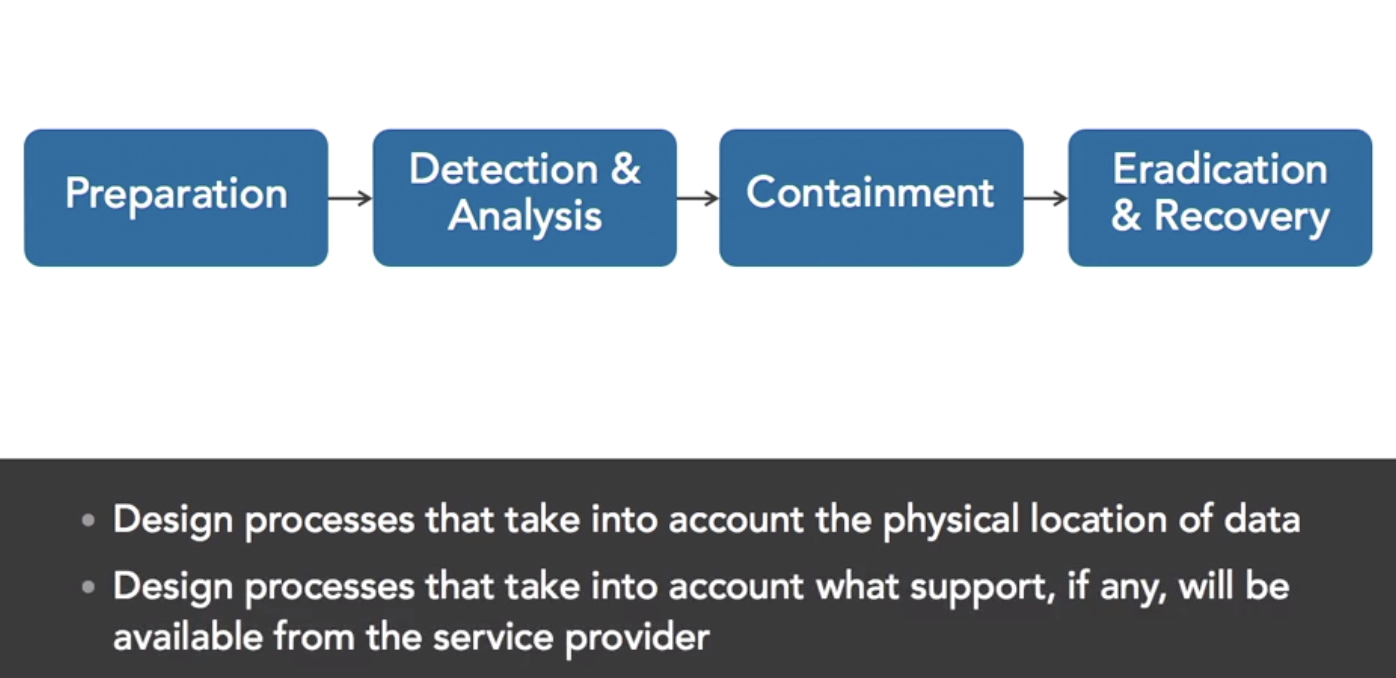 Preparation
Detection &
Analysis
Containment
Eradication
& Recovery
Design processes that take into account the physical location of data
Design processes that take into account what support, if any, will be
available from the service provider